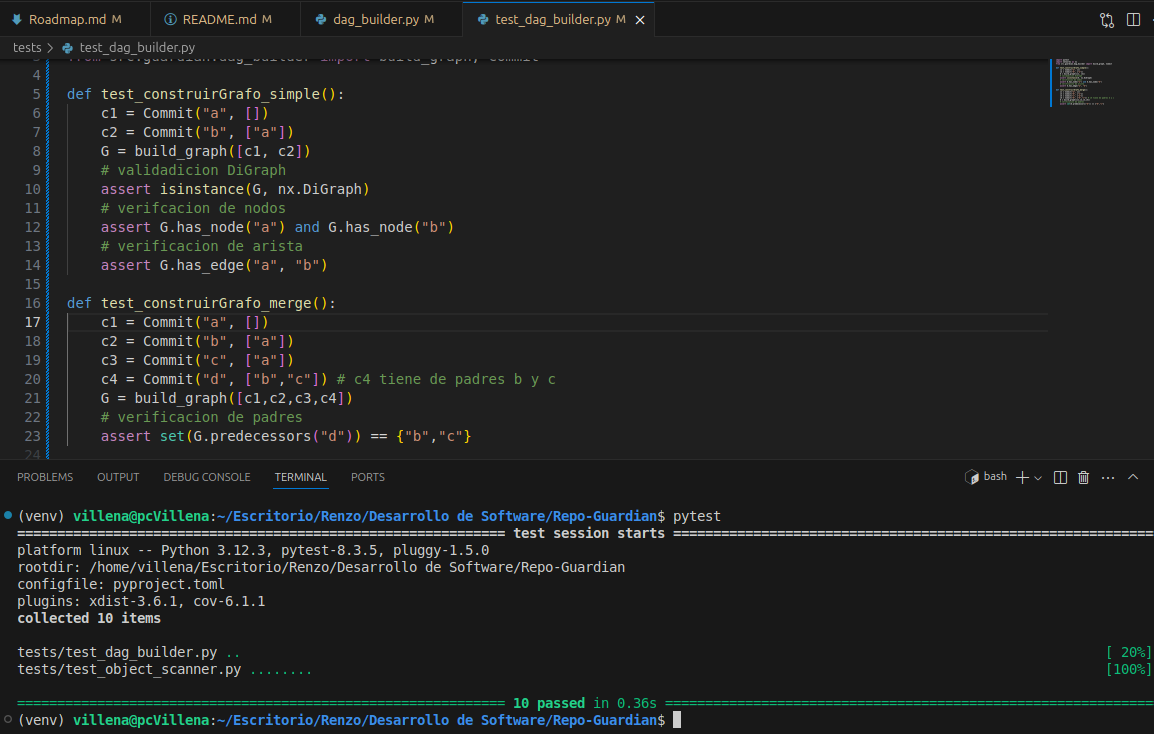 Roadmap.md M README.md M dag_builder.py M test_dag_builder.py M
tests > test_dag_builder.py
3 from src.guardian.dag_builder import build_graph, Commit
4
5 def test_construirGrafo_simple():
6 c1 = Commit("a", [])
7 c2 = Commit("b", ["a"])
8 G = build_graph([c1, c2])
9 # validadicion DiGraph
10 assert isinstance(G, nx.DiGraph)
11 # verifcacion de nodos
12 assert G.has_node("a") and G.has_node("b")
13 # verificacion de arista
14 assert G.has_edge("a", "b")
15
16 def test_construirGrafo_merge():
17 c1 = Commit("a", [])
18 c2 = Commit("b", ["a"])
19 c3 = Commit("c", ["a"])
20 c4 = Commit("d", ["b","c"]) # c4 tiene de padres b y c
21 G = build_graph([c1,c2,c3,c4])
22 # verificacion de padres
23 assert set(G.predecessors("d")) == {"b","c"}
24
PROBLEMS OUTPUT DEBUG CONSOLE TERMINAL PORTS bash
(venv) villena@pcVillena:~/Escritorio/Renzo/Desarrollo de Software/Repo-Guardian$ pytest
test session starts
platform linux -- Python 3.12.3, pytest-8.3.5, pluggy-1.5.0
rootdir: /home/villena/Escritorio/Renzo/Desarrollo de Software/Repo-Guardian
configfile: pyproject.toml
plugins: xdist-3.6.1, cov-6.1.1
collected 10 items
tests/test_dag_builder.py .. [ 20%]
tests/test_object_scanner.py ........ [100%]
10 passed in 0.36s
(venv) villena@pcVillena:~/Escritorio/Renzo/Desarrollo de Software/Repo-Guardian$